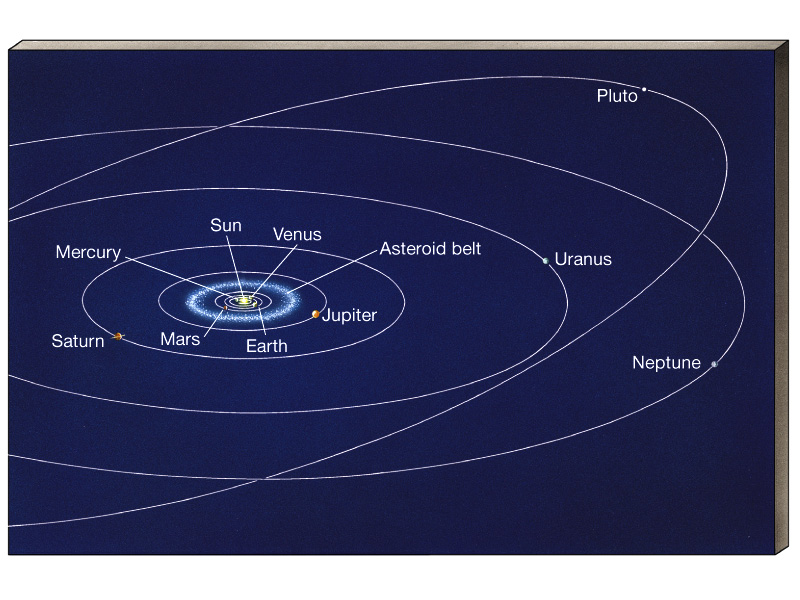 Pluto
Sun
Venus
Mercury
Asteroid belt
Uranus
Jupiter
Saturn
Mars
Earth
Neptune